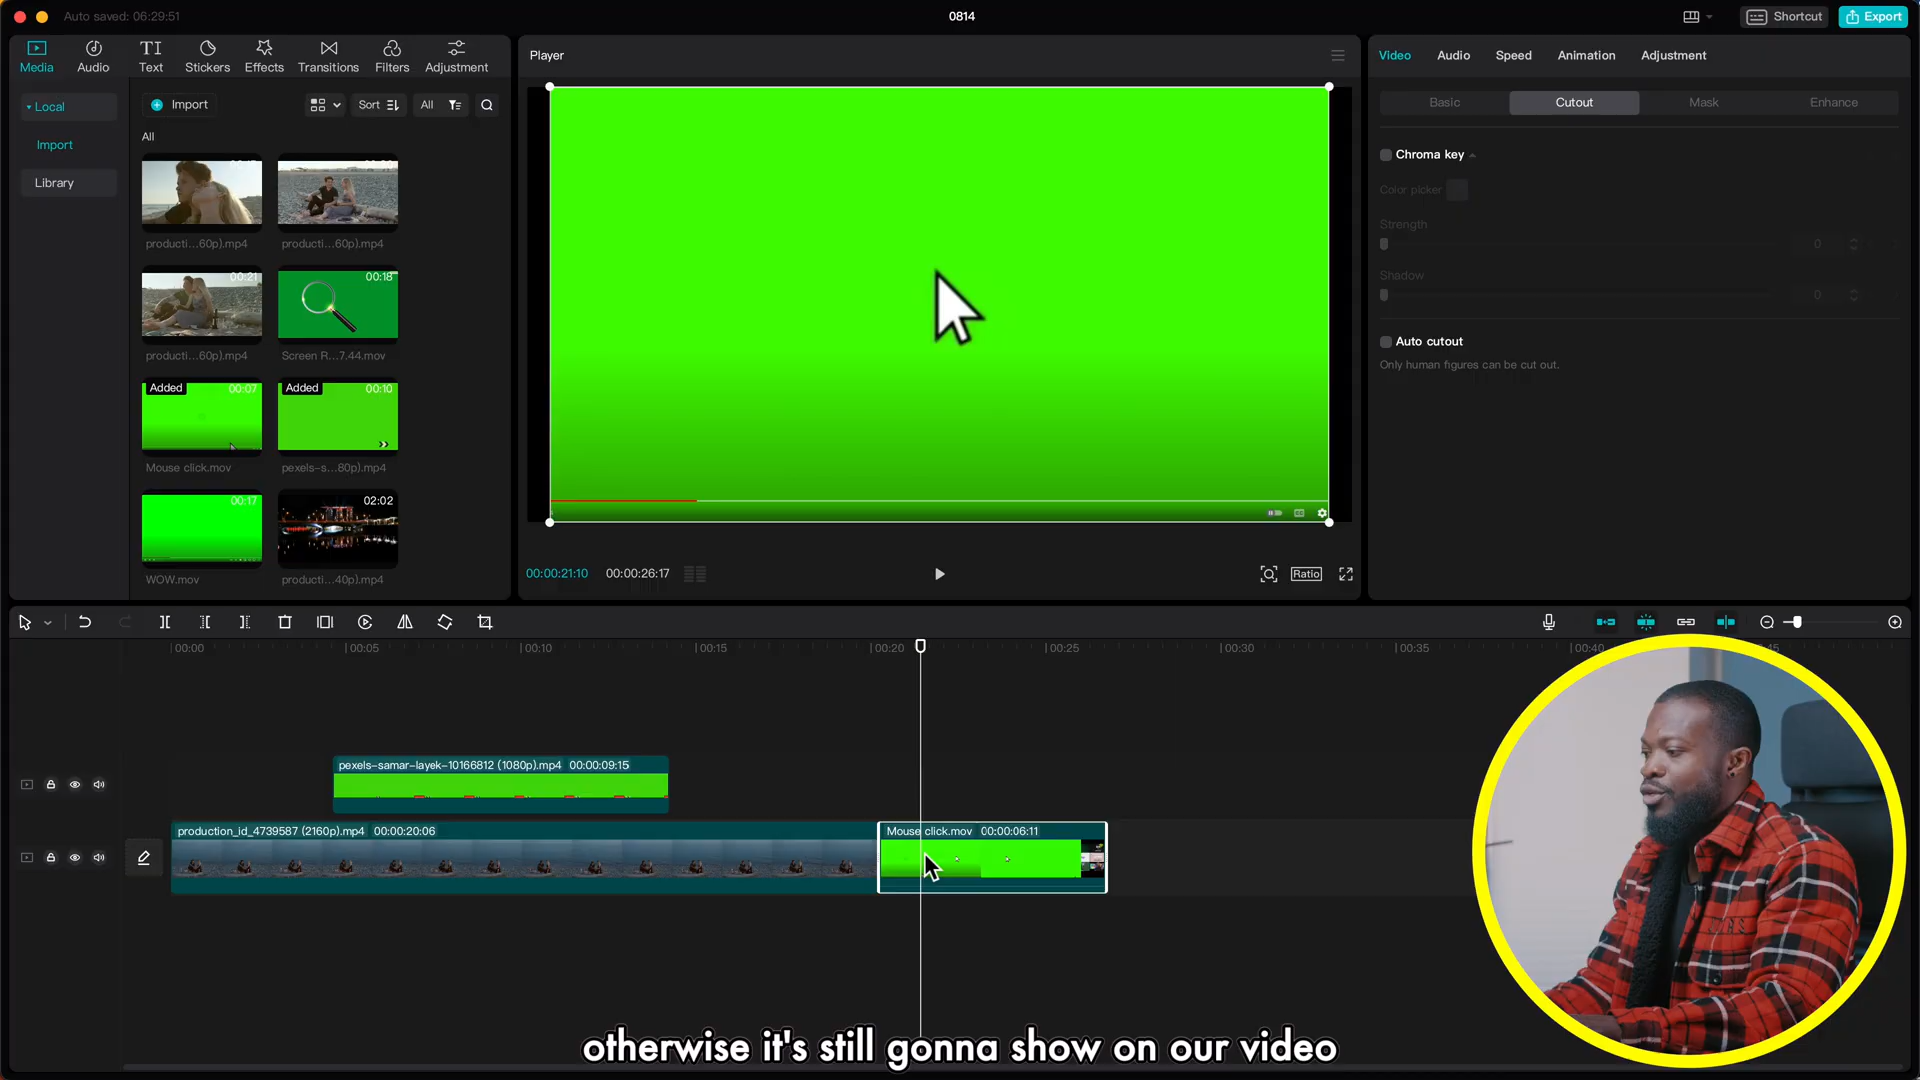 Auto saved: 06:29:51
0814
Shortcut
Export
Media
Audio
TI
Text
Stickers
Effects
Transitions
Filters
Adjustment
Local
Import
Library
Import
Sort
All
All
producti...60p).mp4
producti...60p).mp4
00:21
producti...60p).mp4
00:18
Screen R...7.44.mov
Added
00:07
Mouse click.mov
Added
00:10
pexels-s...80p).mp4
00:17
WOW.mov
02:02
producti...40p).mp4
Player
00:00:21:10
00:00:26:17
Ratio
Video
Audio
Speed
Animation
Adjustment
Basic
Cutout
Mask
Enhance
Chroma key
Color picker
Strength
0
Shadow
0
Auto cutout
Only human figures can be cut out.
00:00
00:05
00:10
00:15
00:20
00:25
00:30
00:35
00:40
pexels-samar-layek-10166812 (1080p).mp4 00:00:09:15
production_id_4739587 (2160p).mp4 00:00:20:06
Mouse click.mov 00:00:06:11
otherwise it's still gonna show on our video